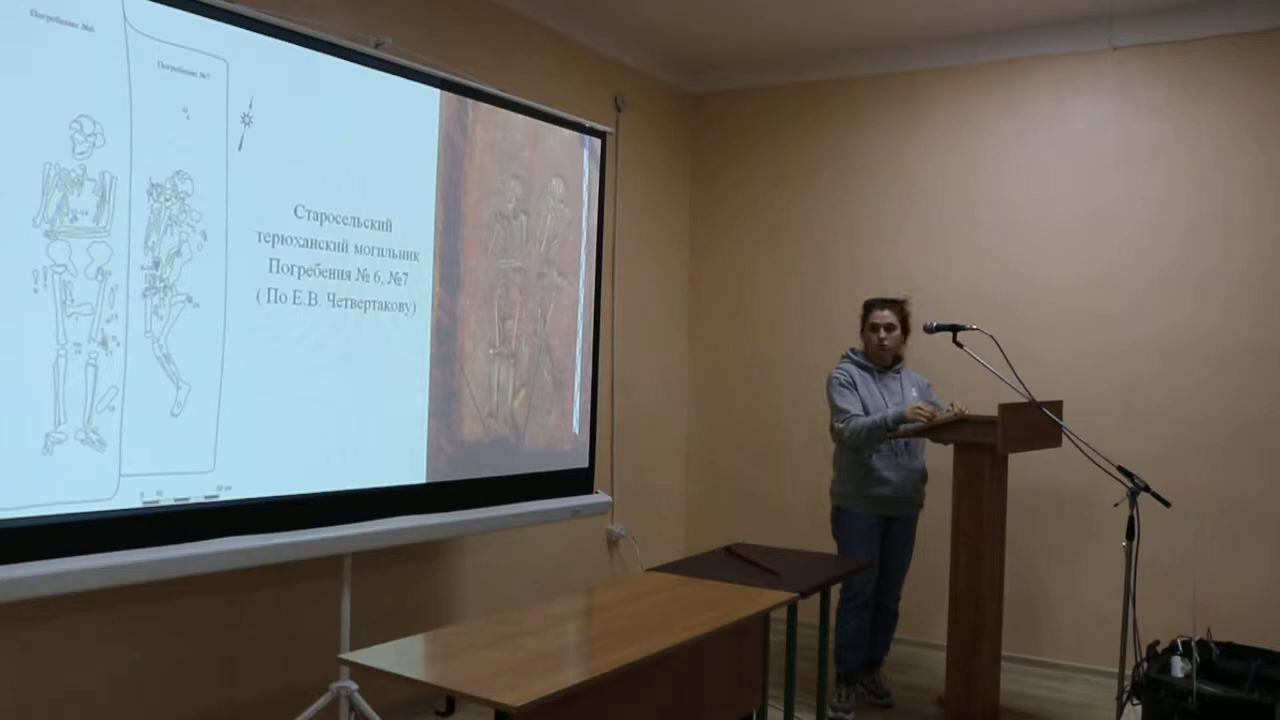 Погребение №6
Погребение №7
Старосельский
терюханский могильник
Погребения № 6, №7
( По Е.В. Четвертакову)